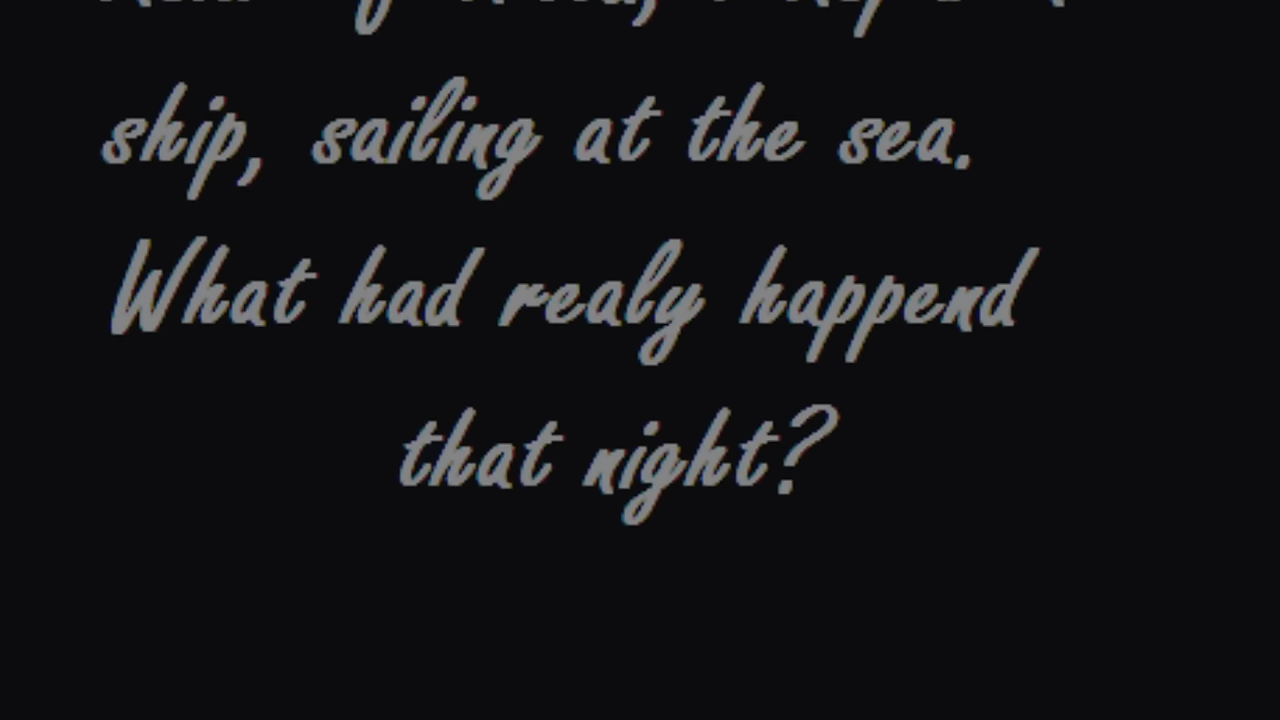 ship, sailing at the sea.
What had realy happend
that night?